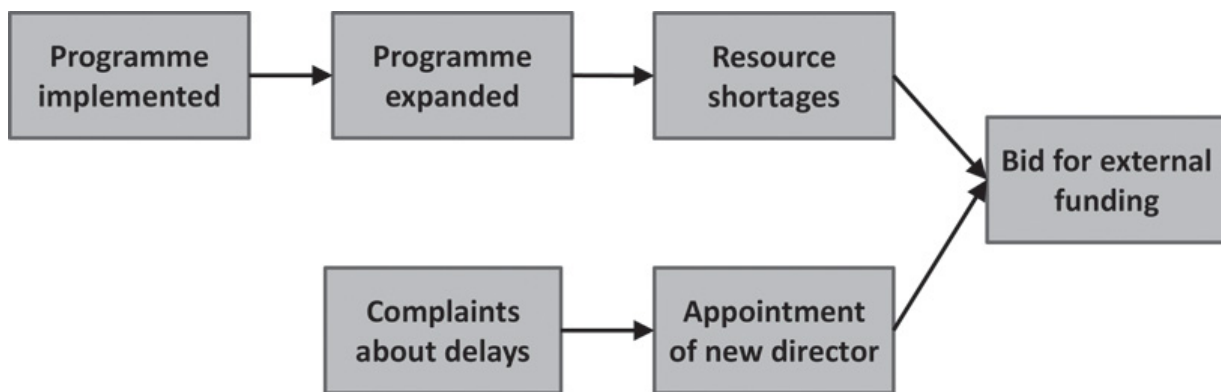 Programme
implemented
Programme
expanded
Resource
shortages
Bid for external
funding
Complaints
about delays
Appointment
of new director